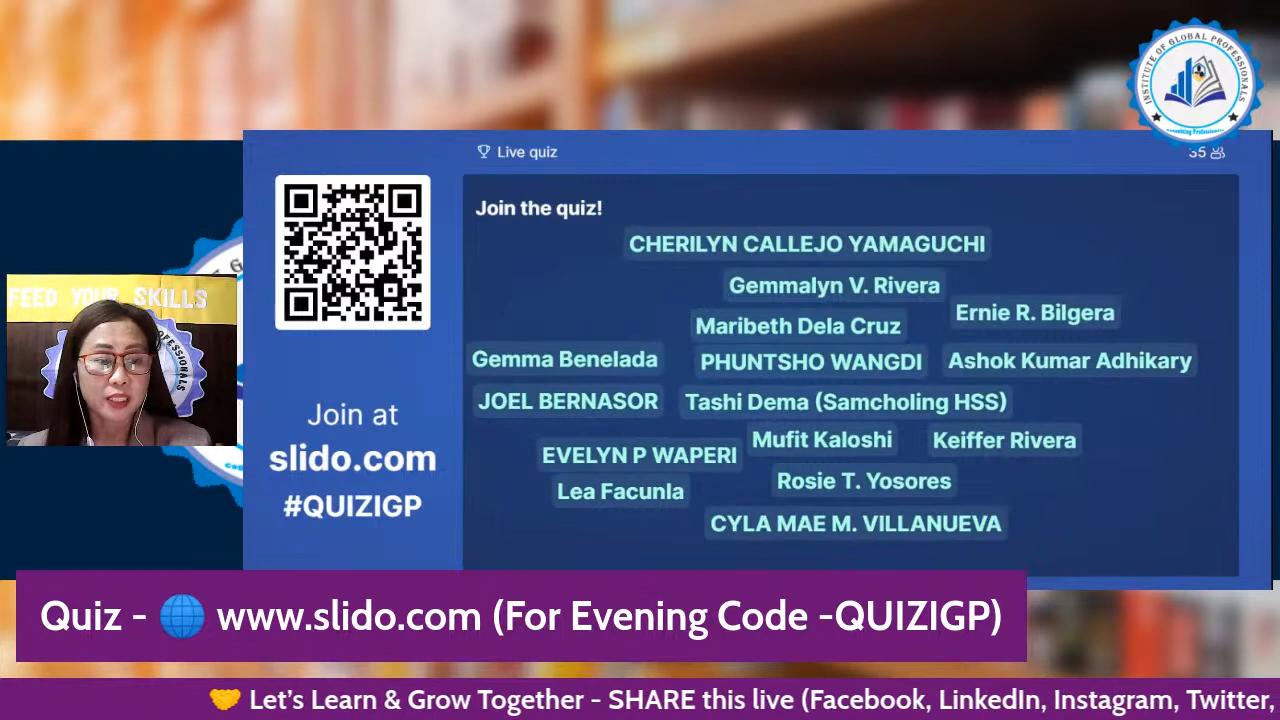 INSTITUTE OF GLOBAL PROFESSIONALS
Live quiz
35
Join the quiz!
CHERILYN CALLEJO YAMAGUCHI
Gemmalyn V. Rivera
Ernie R. Bilgera
Maribeth Dela Cruz
Gemma Benelada
PHUNTSHO WANGDI
Ashok Kumar Adhikary
JOEL BERNASOR
Tashi Dema (Samcholing HSS)
Mufit Kaloshi
Keiffer Rivera
EVELYN P WAPERI
Rosie T. Yosores
Lea Facunla
CYLA MAE M. VILLANUEVA
Join at
slido.com
#QUIZIGP
FEED YOUR SKILLS
Quiz - 🌐 www.slido.com (For Evening Code -QUIZIGP)
🤝 Let's Learn & Grow Together - SHARE this live (Facebook, LinkedIn, Instagram, Twitter,